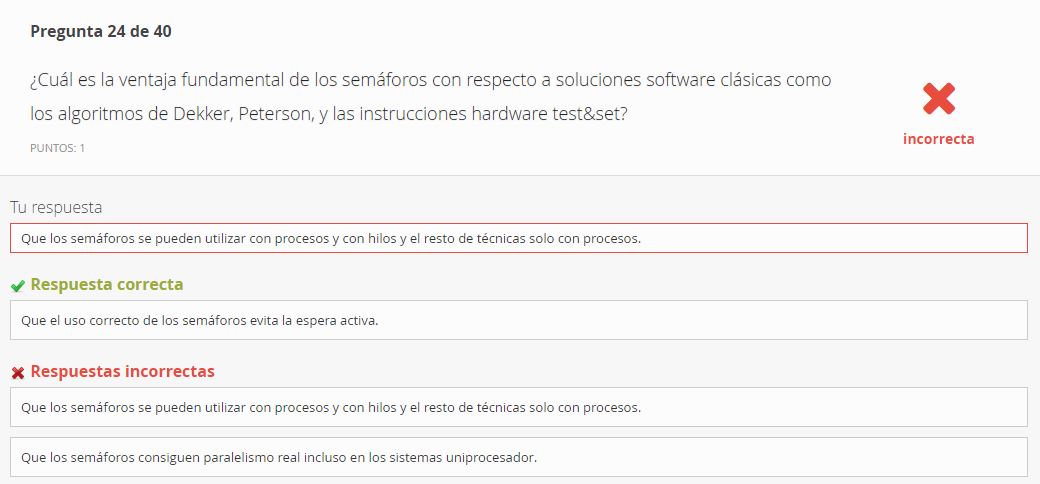 Pregunta 24 de 40
¿Cuál es la ventaja fundamental de los semáforos con respecto a soluciones software clásicas como
los algoritmos de Dekker, Peterson, y las instrucciones hardware test&set?
incorrecta
PUNTOS: 1
Tu respuesta
Que los semáforos se pueden utilizar con procesos y con hilos y el resto de técnicas solo con procesos.
Respuesta correcta
Que el uso correcto de los semáforos evita la espera activa.
Respuestas incorrectas
Que los semáforos se pueden utilizar con procesos y con hilos y el resto de técnicas solo con procesos.
Que los semáforos consiguen paralelismo real incluso en los sistemas uniprocesador.